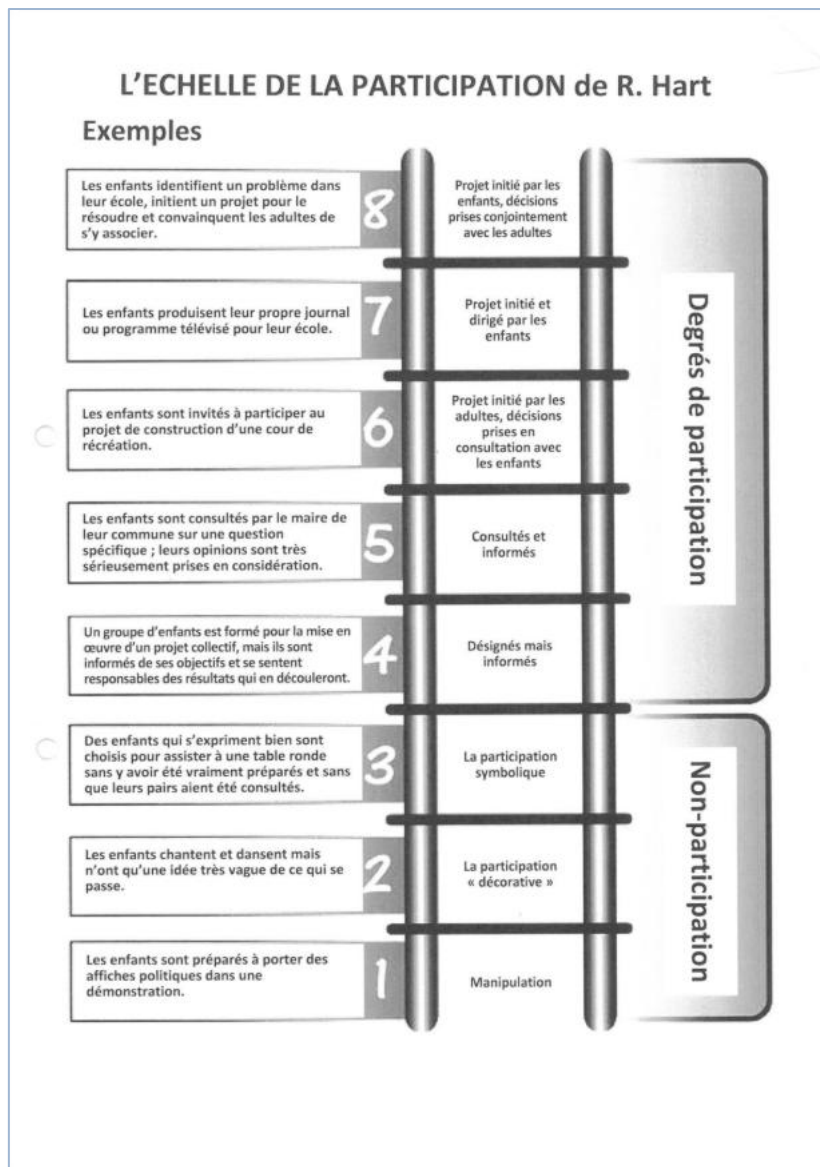 L'ECHELLE DE LA PARTICIPATION de R. Hart
Exemples
Les enfants identifient un problème dans
leur école, initient un projet pour le
résoudre et convainquent les adultes de
s'y associer.
8
Projet initié par les
enfants, décisions
prises conjointement
avec les adultes
Les enfants produisent leur propre journal
ou programme télévisé pour leur école.
7
Projet initié et
dirigé par les
enfants
Les enfants sont invités à participer au
projet de construction d'une cour de
récréation.
6
Projet initié par les
adultes, décisions
prises en
consultation avec
les enfants
Les enfants sont consultés par le maire de
leur commune sur une question
spécifique ; leurs opinions sont très
sérieusement prises en considération.
5
Consultés et
informés
Un groupe d'enfants est formé pour la mise en
œuvre d'un projet collectif, mais ils sont
informés de ses objectifs et se sentent
responsables des résultats qui en découleront.
4
Désignés mais
informés
Degrés de participation
Des enfants qui s'expriment bien sont
choisis pour assister à une table ronde
sans y avoir été vraiment préparés et sans
que leurs pairs aient été consultés.
3
La participation
symbolique
Les enfants chantent et dansent mais
n'ont qu'une idée très vague de ce qui se
passe.
2
La participation
« décorative »
Les enfants sont préparés à porter des
affiches politiques dans une
démonstration.
1
Manipulation
Non-participation